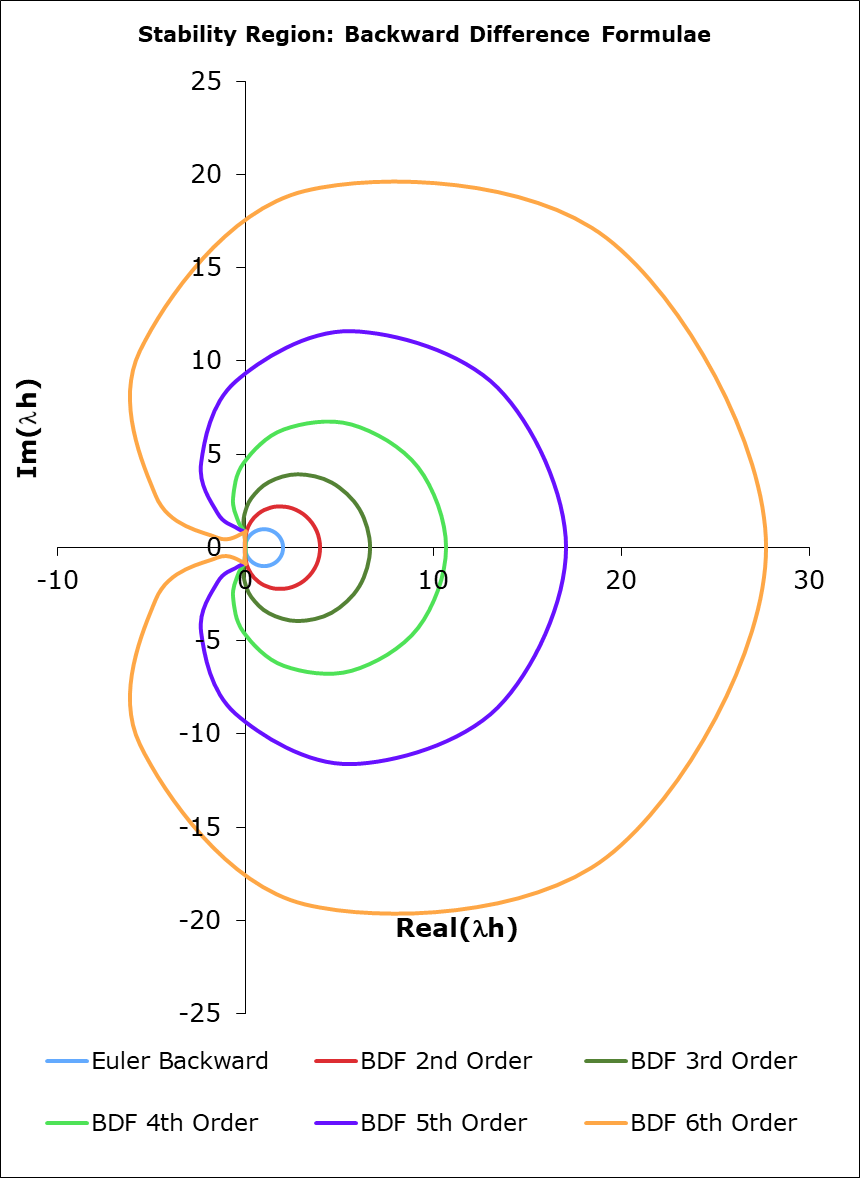 Stability Region: Backward Difference Formulae
25
20
15
10
5
0
-5
-10
-15
-20
-25
-10
0
10
20
30
Im(λh)
Real(λh)
Euler Backward
BDF 2nd Order
BDF 3rd Order
BDF 4th Order
BDF 5th Order
BDF 6th Order